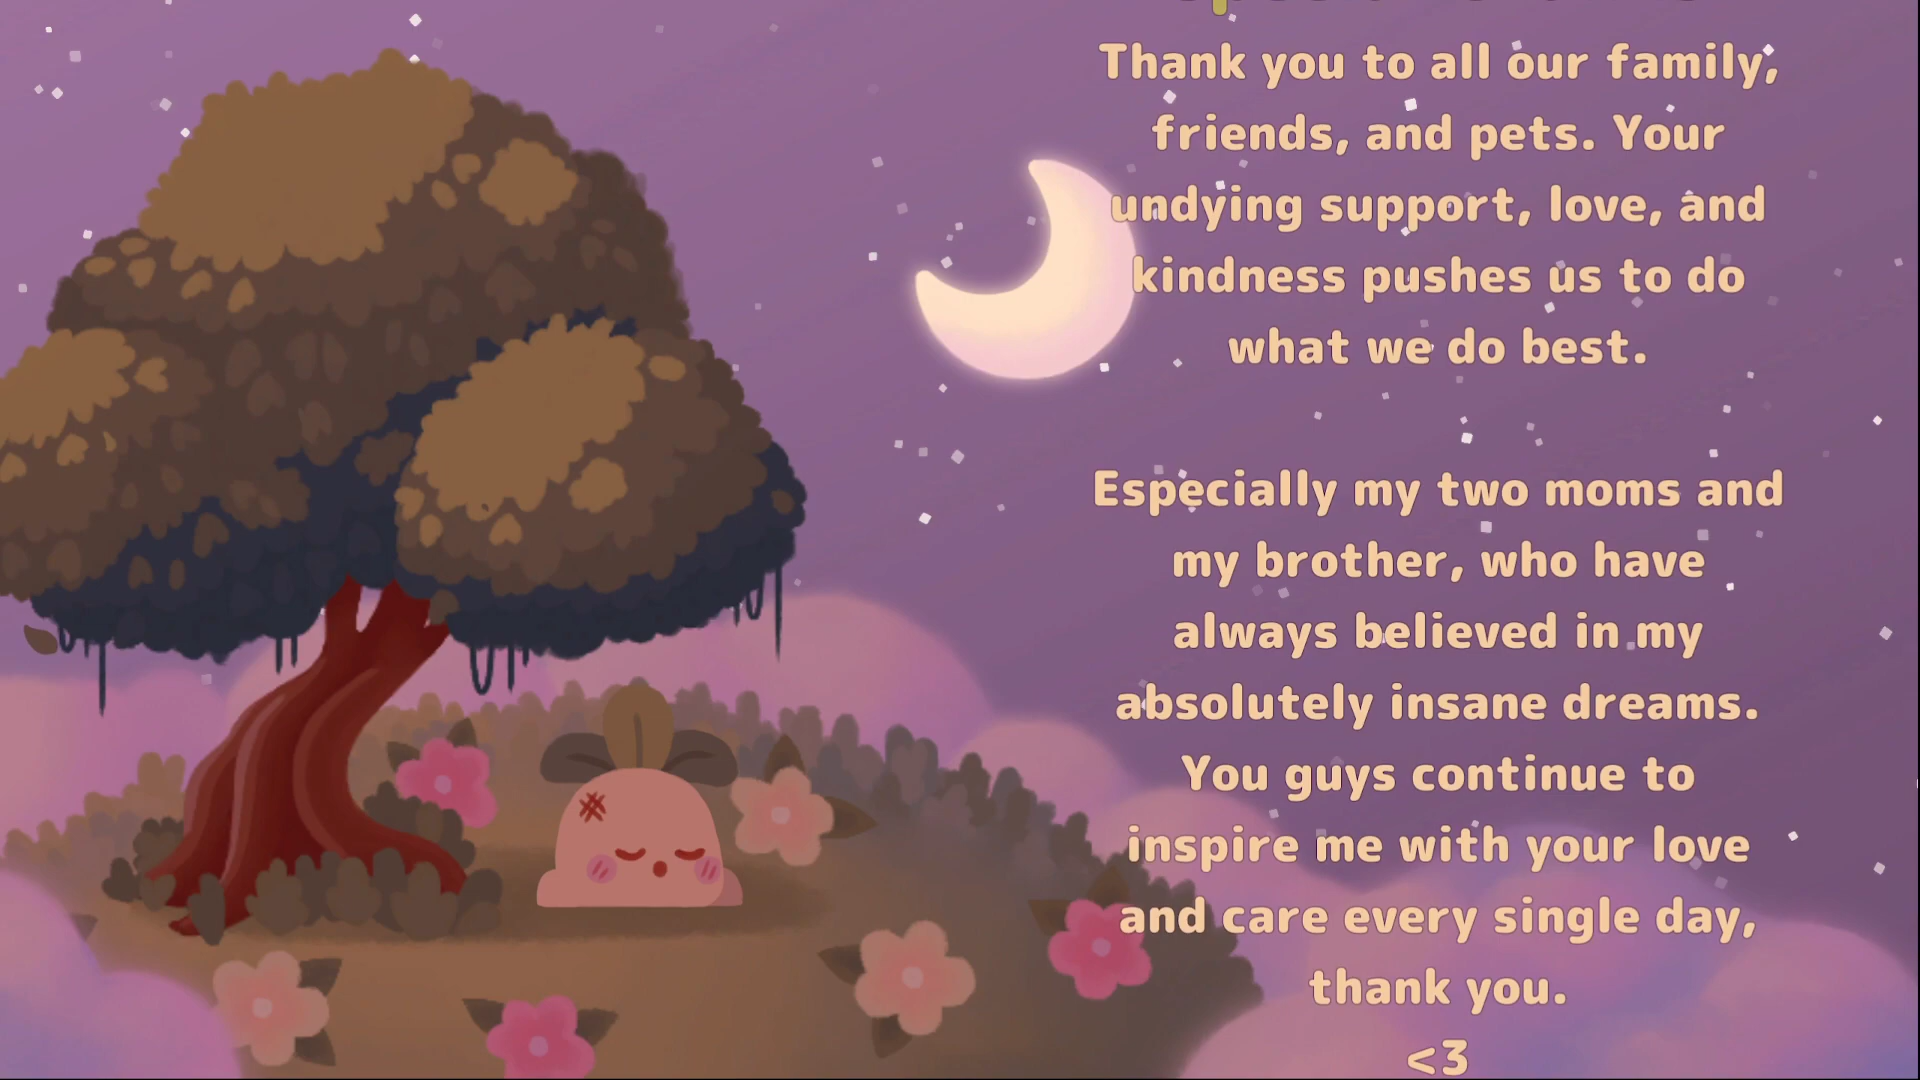 Thank you to all our family,
friends, and pets. Your
undying support, love, and
kindness pushes us to do
what we do best.
Especially my two moms and
my brother, who have
always believed in my
absolutely insane dreams.
You guys continue to
inspire me with your love
and care every single day,
thank you.
<3